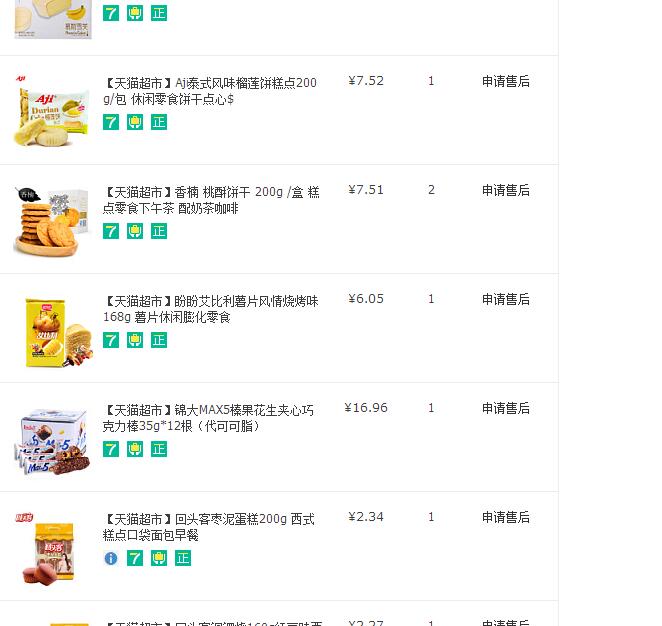 7 正
【天猫超市】Aji泰式风味榴莲饼糕点200
g/包 休闲零食饼干点心$
¥7.52 1 申请售后
7 正
【天猫超市】香楠 桃酥饼干 200g /盒 糕
点零食下午茶 配奶茶咖啡
¥7.51 2 申请售后
7 正
【天猫超市】盼盼艾比利薯片风情烧烤味
168g 薯片休闲膨化零食
¥6.05 1 申请售后
7 正
【天猫超市】锦大MAX5榛果花生夹心巧
克力棒35g*12根（代可可脂）
¥16.96 1 申请售后
7 正
【天猫超市】回头客枣泥蛋糕200g 西式
糕点口袋面包早餐
¥2.34 1 申请售后
7 正